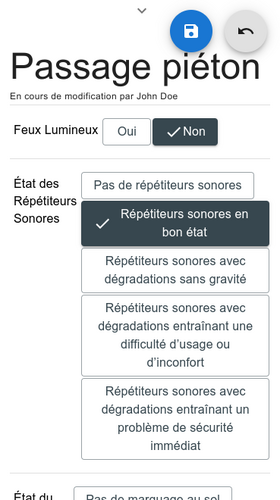 Passage piéton
En cours de modification par John Doe
Feux Lumineux
Oui
Non
État des
Répétiteurs
Sonores
Pas de répétiteurs sonores
Répétiteurs sonores en
bon état
Répétiteurs sonores avec
dégradations sans gravité
Répétiteurs sonores avec
dégradations entraînant une
difficulté d’usage ou
d’inconfort
Répétiteurs sonores avec
dégradations entraînant un
problème de sécurité
immédiat
État du
Pas de marquage au sol